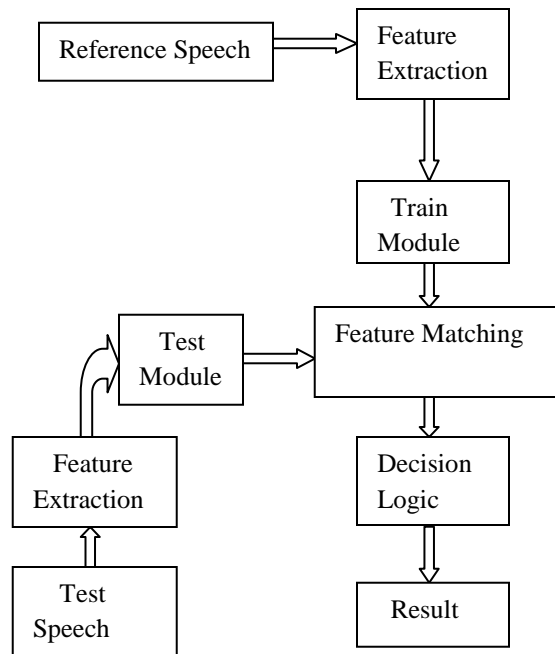 Reference Speech
Feature
Extraction
Train
Module
Feature Matching
Test
Module
Feature
Extraction
Decision
Logic
Test
Speech
Result